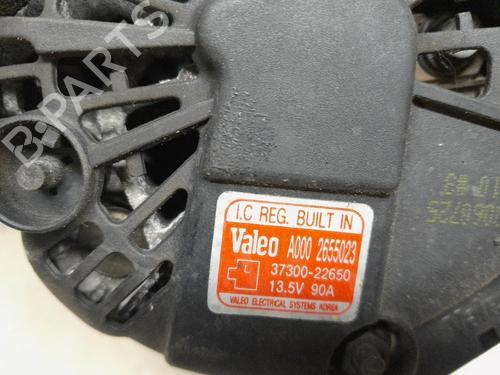 B-PARTS
I.C REG. BUILT IN
Valeo A000 2655023
37300-22650
13.5V 90A
VALEO ELECTRICAL SYSTEMS KOREA